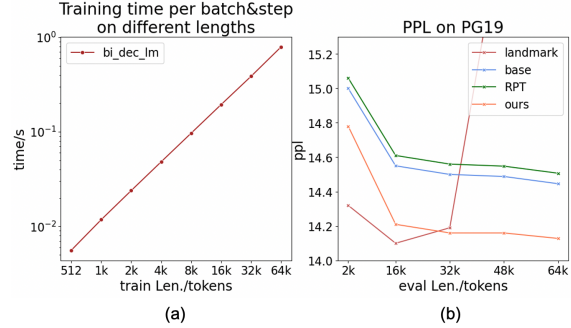 Training time per batch&step
on different lengths
bi_dec_lm
10⁰
10⁻¹
10⁻²
time/s
512 1k 2k 4k 8k 16k 32k 64k
train Len./tokens
(a)
PPL on PG19
landmark
base
RPT
ours
15.2
15.0
14.8
14.6
14.4
14.2
14.0
ppl
2k 16k 32k 48k 64k
eval Len./tokens
(b)